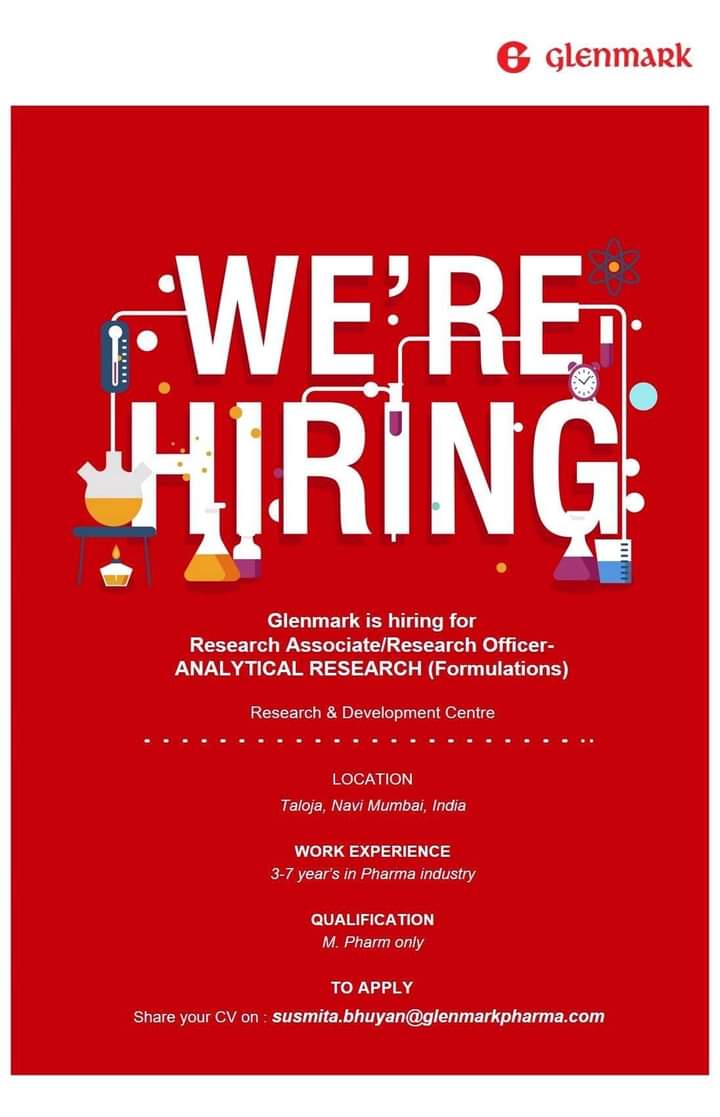 glenmark
WE'RE
HIRING
Glenmark is hiring for
Research Associate/Research Officer-
ANALYTICAL RESEARCH (Formulations)
Research & Development Centre
LOCATION
Taloja, Navi Mumbai, India
WORK EXPERIENCE
3-7 year's in Pharma industry
QUALIFICATION
M. Pharm only
TO APPLY
Share your CV on : susmita.bhuyan@glenmarkpharma.com